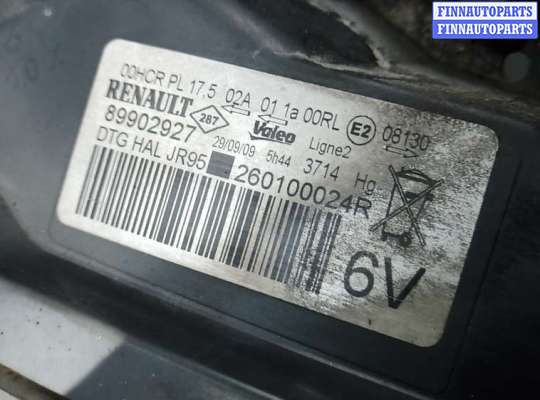 FINNAUTOPARTS
FINNAUTOPARTS
00HCR PL 17,5 02A 01 1a 00RL E2 08130
RENAULT 287 Valeo Ligne2
89902927 29/09/09 5h44 3714 Hg
DTG HAL JR95 260100024R
6V